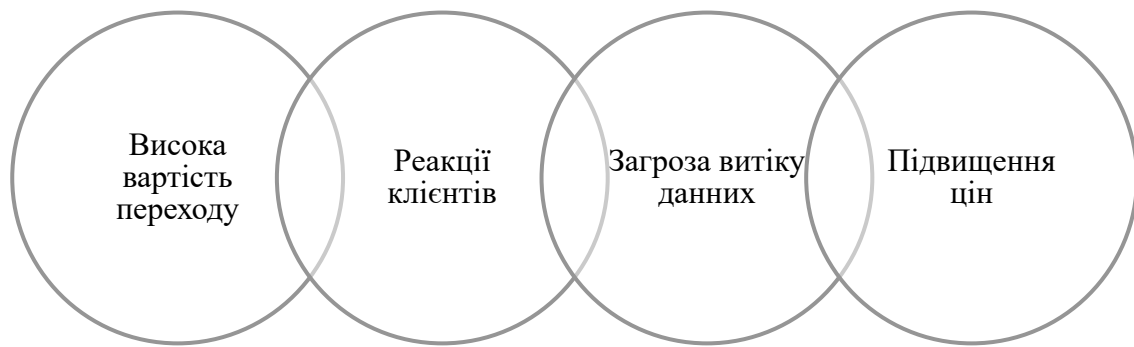 Висока
вартість
переходу
Реакції
клієнтів
Загроза витіку
данних
Підвищення
цін